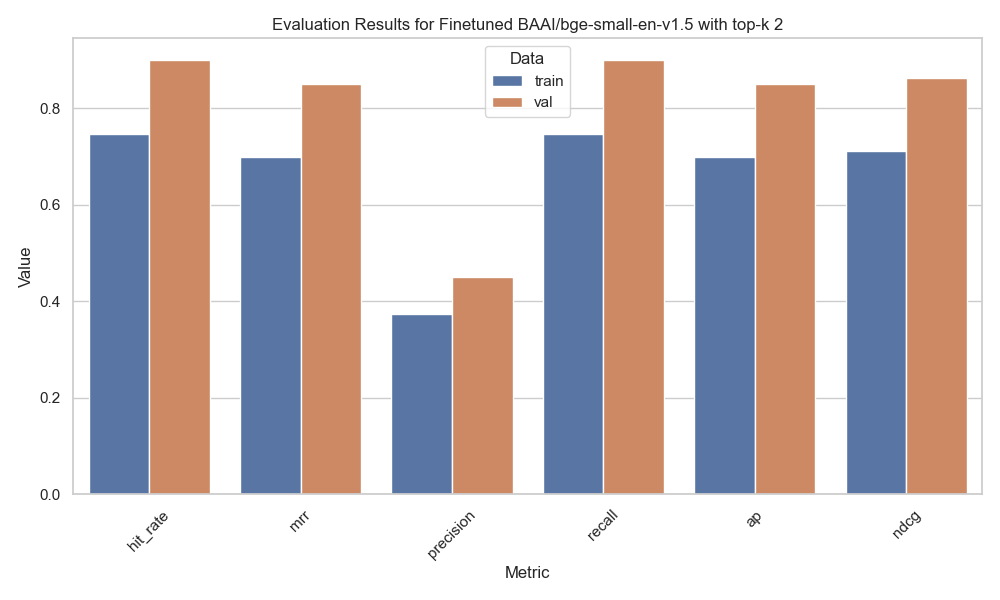 Evaluation Results for Finetuned BAAI/bge-small-en-v1.5 with top-k 2
Data
train
val
Value
0.8
0.6
0.4
0.2
0.0
hit_rate
mrr
precision
recall
ap
ndcg
Metric